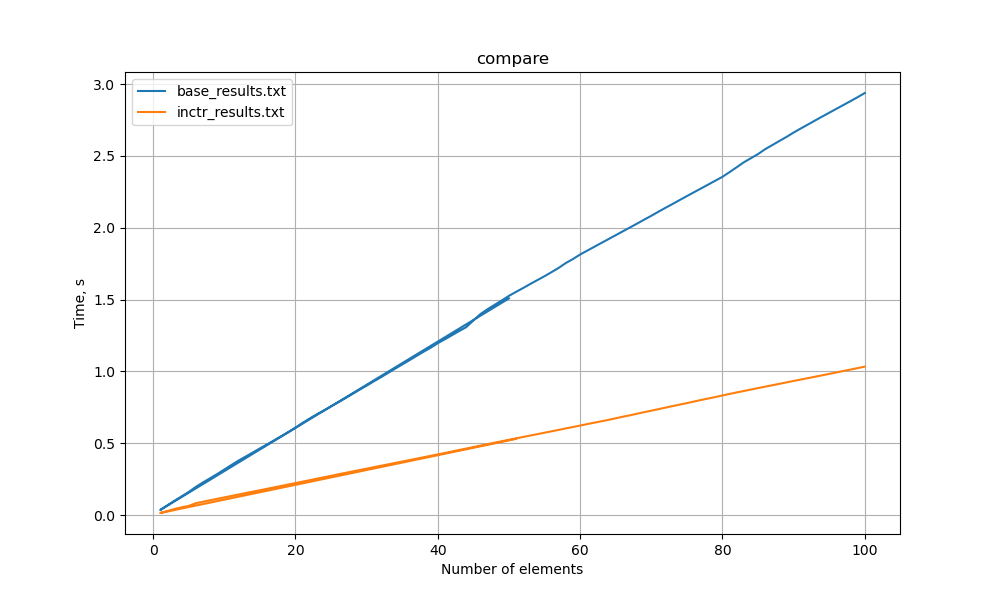 compare
base_results.txt
inctr_results.txt
Time, s
3.0
2.5
2.0
1.5
1.0
0.5
0.0
0 20 40 60 80 100
Number of elements